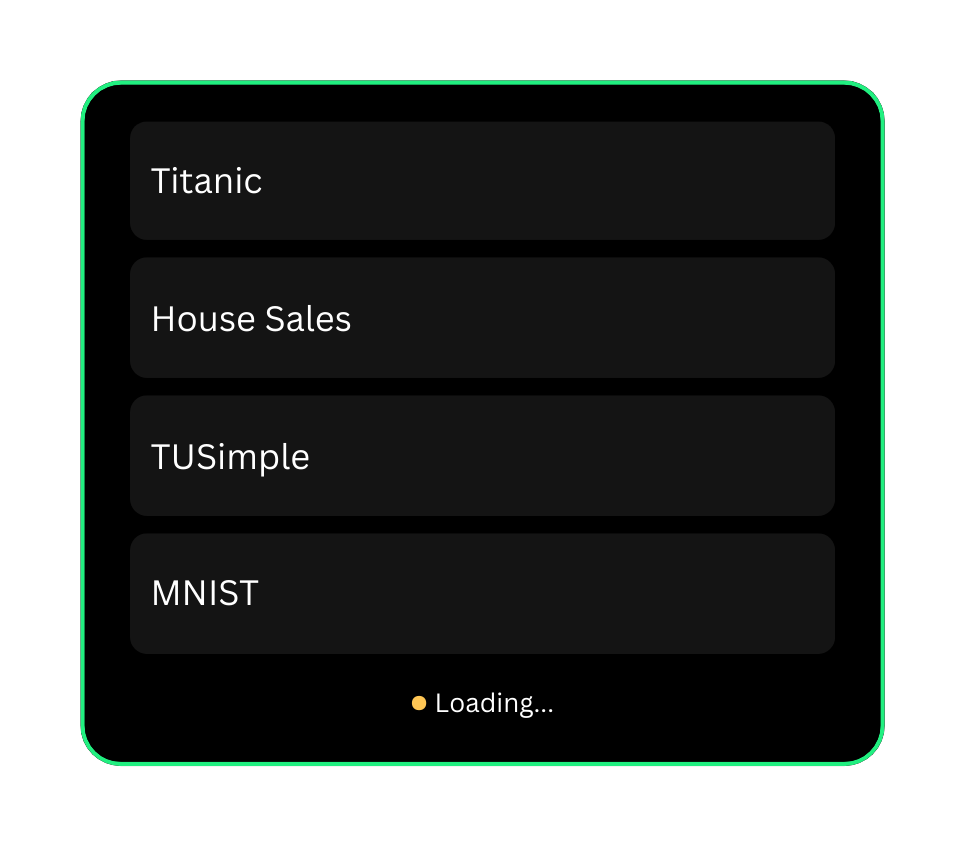 Titanic
House Sales
TUSimple
MNIST
Loading...